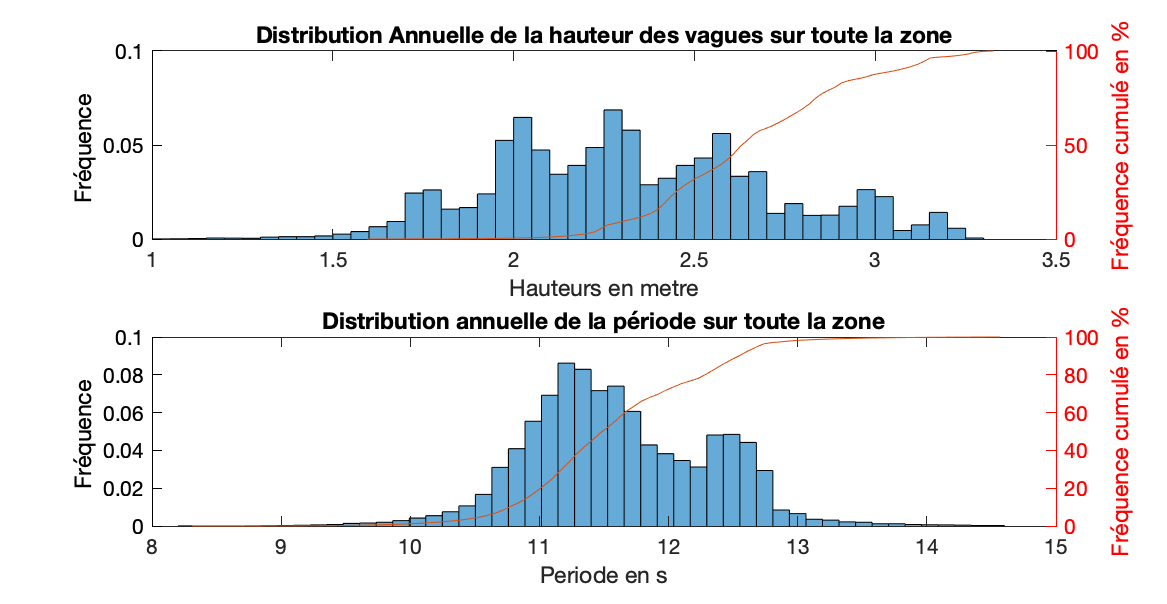 Distribution Annuelle de la hauteur des vagues sur toute la zone
0.1
0.05
0
Fréquence
100
50
0
Fréquence cumulé en %
1 1.5 2 2.5 3 3.5
Hauteurs en metre
Distribution annuelle de la période sur toute la zone
0.1
0.08
0.06
0.04
0.02
0
Fréquence
100
80
60
40
20
0
Fréquence cumulé en %
8 9 10 11 12 13 14 15
Periode en s